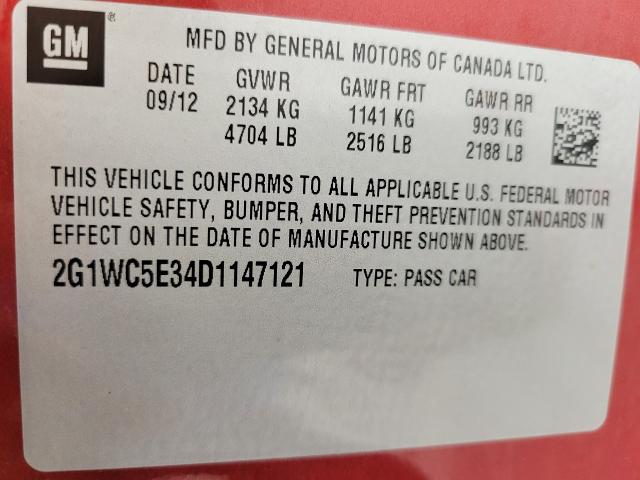 GM ®
MFD BY GENERAL MOTORS OF CANADA LTD.
DATE GVWR GAWR FRT GAWR RR
09/12 2134 KG 1141 KG 993 KG
4704 LB 2516 LB 2188 LB
THIS VEHICLE CONFORMS TO ALL APPLICABLE U.S. FEDERAL MOTOR
VEHICLE SAFETY, BUMPER, AND THEFT PREVENTION STANDARDS IN
EFFECT ON THE DATE OF MANUFACTURE SHOWN ABOVE.
2G1WC5E34D1147121 TYPE: PASS CAR